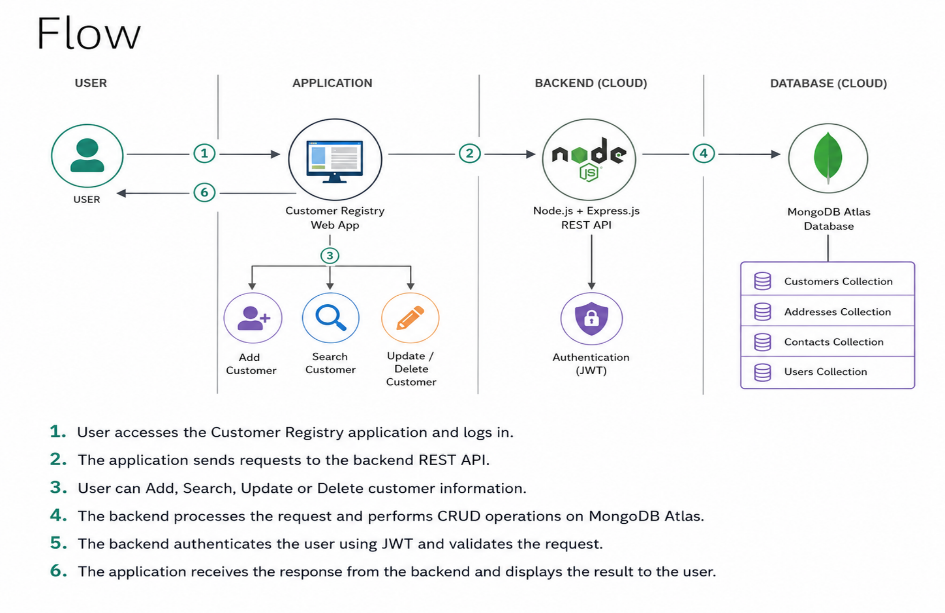 Flow
USER
APPLICATION
BACKEND (CLOUD)
DATABASE (CLOUD)
1
2
node
JS
4
6
USER
Customer Registry
Web App
Node.js + Express.js
REST API
MongoDB Atlas
Database
3
Customers Collection
Addresses Collection
Contacts Collection
Users Collection
Add
Customer
Search
Customer
Update /
Delete
Customer
Authentication
(JWT)
1. User accesses the Customer Registry application and logs in.
2. The application sends requests to the backend REST API.
3. User can Add, Search, Update or Delete customer information.
4. The backend processes the request and performs CRUD operations on MongoDB Atlas.
5. The backend authenticates the user using JWT and validates the request.
6. The application receives the response from the backend and displays the result to the user.